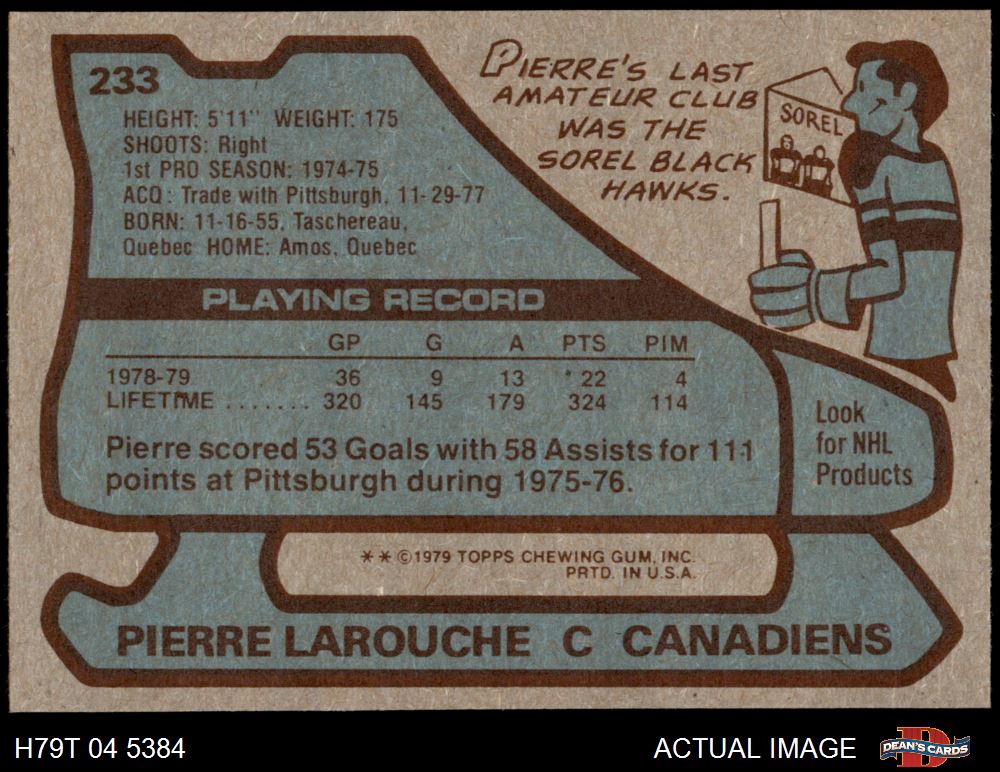 233
HEIGHT: 5'11" WEIGHT: 175
SHOOTS: Right
1st PRO SEASON: 1974-75
ACQ: Trade with Pittsburgh, 11-29-77
BORN: 11-16-55, Taschereau,
Quebec HOME: Amos, Quebec
PIERRE'S LAST
AMATEUR CLUB
WAS THE
SOREL BLACK
HAWKS.
SOREL
PLAYING RECORD
GP G A PTS PIM
1978-79 36 9 13 22 4
LIFETIME ....... 320 145 179 324 114
Pierre scored 53 Goals with 58 Assists for 111
points at Pittsburgh during 1975-76.
Look
for NHL
Products
** ©1979 TOPPS CHEWING GUM, INC.
PRTD. IN U.S.A.
PIERRE LAROUCHE C CANADIENS
H79T 04 5384
ACTUAL IMAGE
D
DEAN'S CARDS